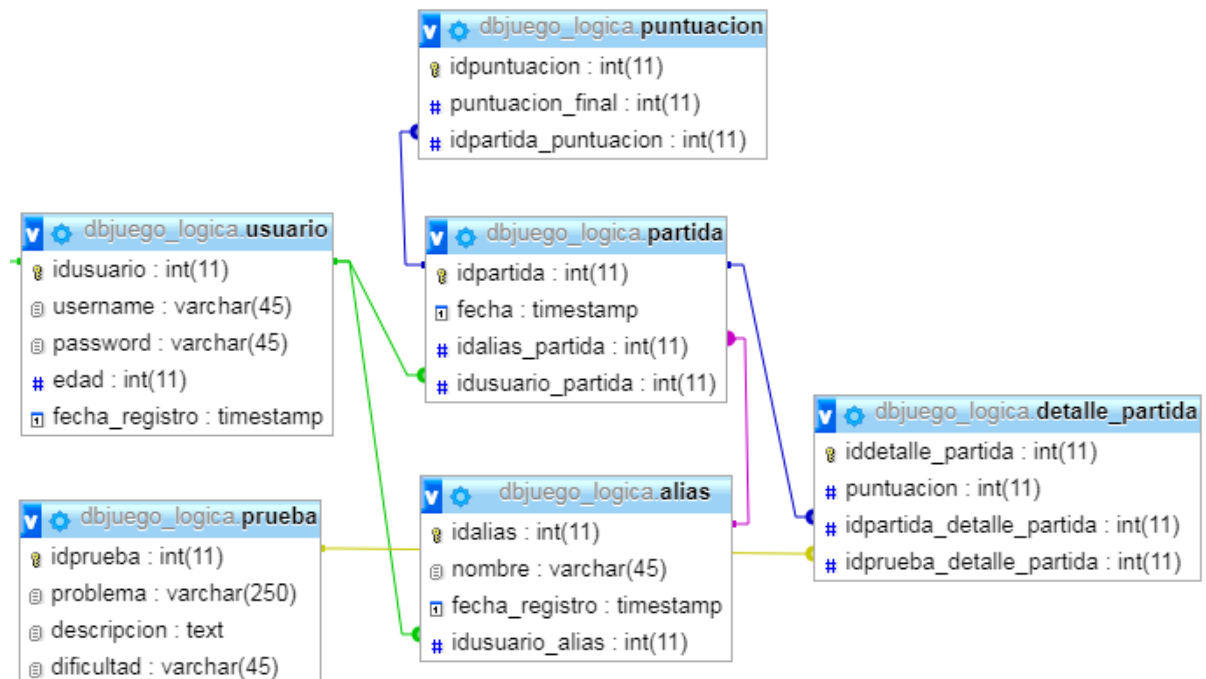 dbjuego_logica.puntuacion
idpuntuacion : int(11)
puntuacion_final : int(11)
idpartida_puntuacion : int(11)
dbjuego_logica.usuario
idusuario : int(11)
username : varchar(45)
password : varchar(45)
edad : int(11)
fecha_registro : timestamp
dbjuego_logica.partida
idpartida : int(11)
fecha : timestamp
idalias_partida : int(11)
idusuario_partida : int(11)
dbjuego_logica.detalle_partida
iddetalle_partida : int(11)
puntuacion : int(11)
idpartida_detalle_partida : int(11)
idprueba_detalle_partida : int(11)
dbjuego_logica.prueba
idprueba : int(11)
problema : varchar(250)
descripcion : text
dificultad : varchar(45)
dbjuego_logica.alias
idalias : int(11)
nombre : varchar(45)
fecha_registro : timestamp
idusuario_alias : int(11)